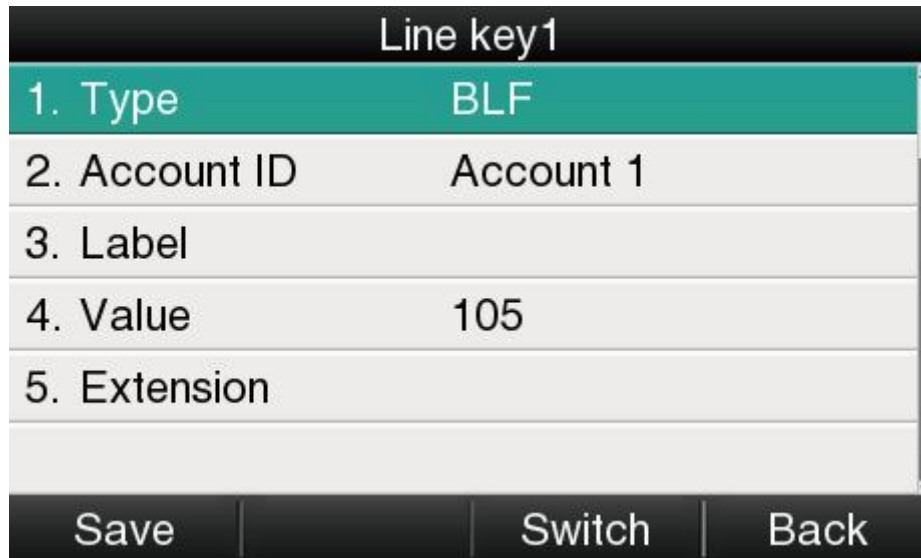 Line key1
1. Type BLF
2. Account ID Account 1
3. Label
4. Value 105
5. Extension
Save Switch Back